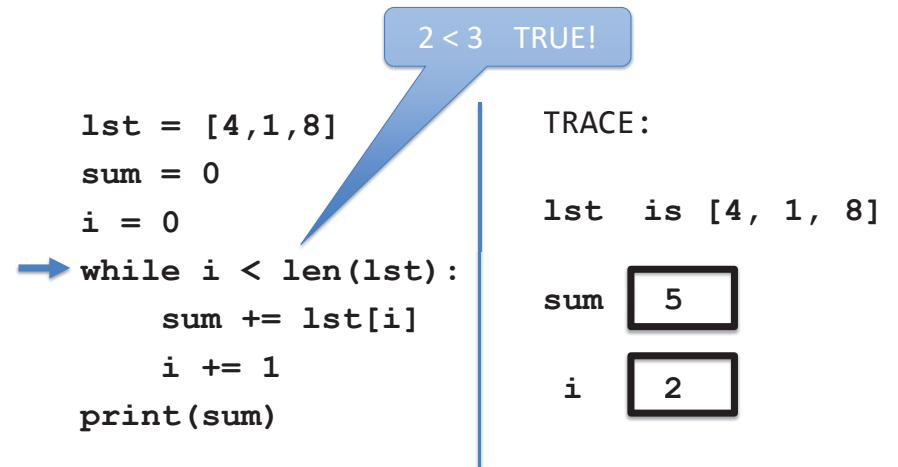 2 < 3 TRUE!
lst = [4,1,8]
sum = 0
i = 0
while i < len(lst):
    sum += lst[i]
    i += 1
print(sum)
TRACE:
lst is [4, 1, 8]
sum 5
i 2